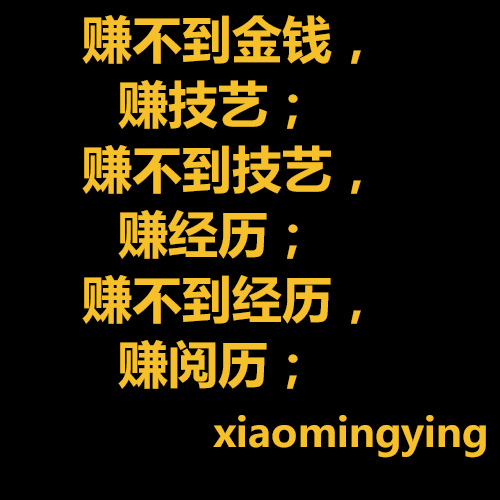 赚不到金钱，
赚技艺；
赚不到技艺，
赚经历；
赚不到经历，
赚阅历；
xiaomingying